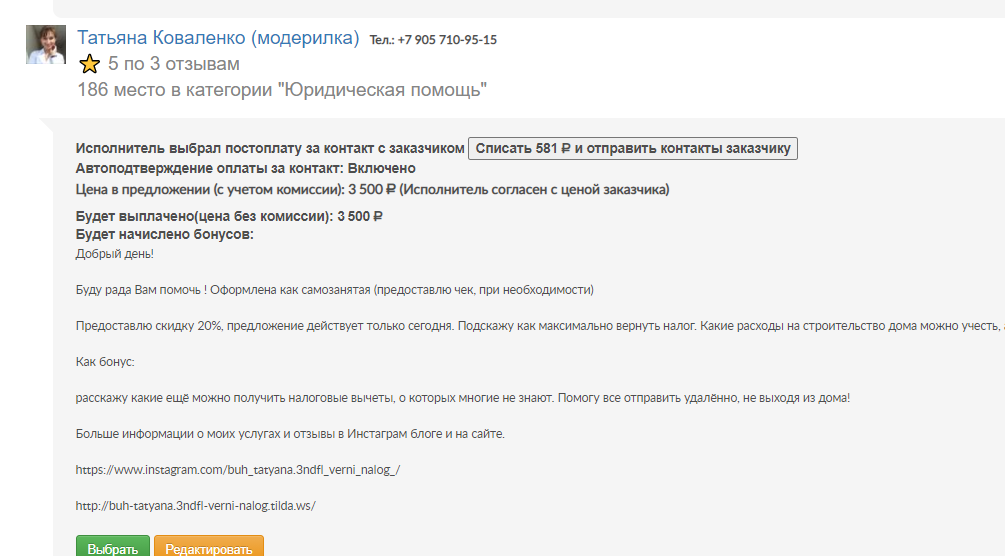 Татьяна Коваленко (модерилка) Тел.: +7 905 710-95-15
5 по 3 отзывам
186 место в категории "Юридическая помощь"
Исполнитель выбрал постоплату за контакт с заказчиком Списать 581 ₽ и отправить контакты заказчику
Автоподтверждение оплаты за контакт: Включено
Цена в предложении (с учетом комиссии): 3 500 ₽ (Исполнитель согласен с ценой заказчика)
Будет выплачено(цена без комиссии): 3 500 ₽
Будет начислено бонусов:
Добрый день!
Буду рада Вам помочь ! Оформлена как самозанятая (предоставлю чек, при необходимости)
Предоставлю скидку 20%, предложение действует только сегодня. Подскажу как максимально вернуть налог. Какие расходы на строительство дома можно учесть,
Как бонус:
расскажу какие ещё можно получить налоговые вычеты, о которых многие не знают. Помогу все отправить удалённо, не выходя из дома!
Больше информации о моих услугах и отзывы в Инстаграм блоге и на сайте.
https://www.instagram.com/buh_tatyana.3ndfl_verni_nalog_/
http://buh-tatyana.3ndfl-verni-nalog.tilda.ws/
Выбрать Редактировать